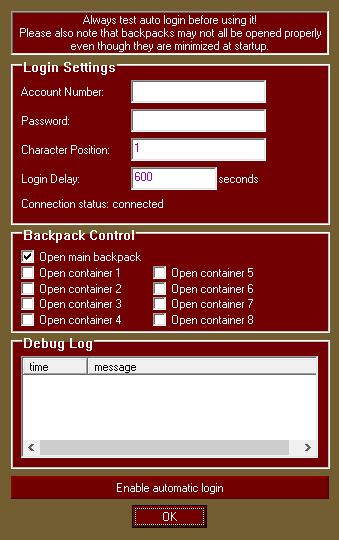 Always test auto login before using it!
Please also note that backpacks may not all be opened properly
even though they are minimized at startup.
Login Settings
Account Number:
Password:
Character Position: 1
Login Delay: 600 seconds
Connection status: connected
Backpack Control
Open main backpack
Open container 1 Open container 5
Open container 2 Open container 6
Open container 3 Open container 7
Open container 4 Open container 8
Debug Log
time message
Enable automatic login
OK